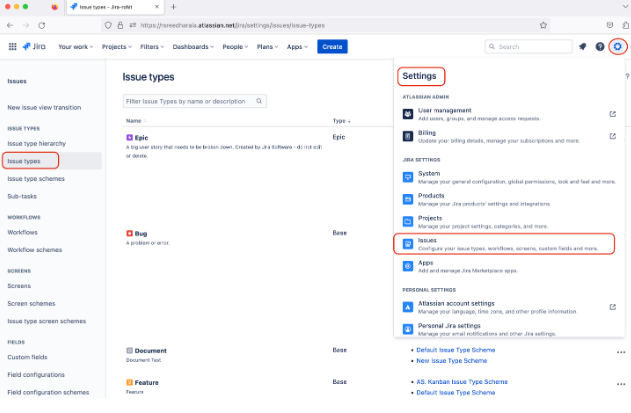 Issue types - Jira-rsNrt
https://nsreedharaia.atlassian.net/jira/settings/issues/issue-types
Jira
Your work
Projects
Filters
Dashboards
People
Plans
Apps
Create
Search
Issues
New issue view transition
ISSUE TYPES
Issue type hierarchy
Issue types
Issue type schemes
Sub-tasks
WORKFLOWS
Workflows
Workflow schemes
SCREENS
Screens
Screen schemes
Issue type screen schemes
FIELDS
Custom fields
Field configurations
Field configuration schemes
Issue types
Filter Issue Types by name or description
Name
Type
Epic
Epic
A big user story that needs to be broken down. Created by Jira Software - do not edit
or delete.
Bug
Base
A problem or error.
Document
Base
Document Text
Default Issue Type Scheme
New Issue Type Scheme
Feature
Base
Feature
AS: Kanban Issue Type Scheme
Default Issue Type Scheme
Settings
ATLASSIAN ADMIN
User management
Add users, groups, and manage access requests.
Billing
Update your billing details, manage your subscriptions and more.
JIRA SETTINGS
System
Manage your general configuration, global permissions, look and feel and more.
Products
Manage your Jira products' settings and integrations.
Projects
Manage your project settings, categories, and more.
Issues
Configure your issue types, workflows, screens, custom fields and more.
Apps
Add and manage Jira Marketplace apps.
PERSONAL SETTINGS
Atlassian account settings
Manage your language, time zone, and other profile information.
Personal Jira settings
Manage your email notifications and other Jira settings.